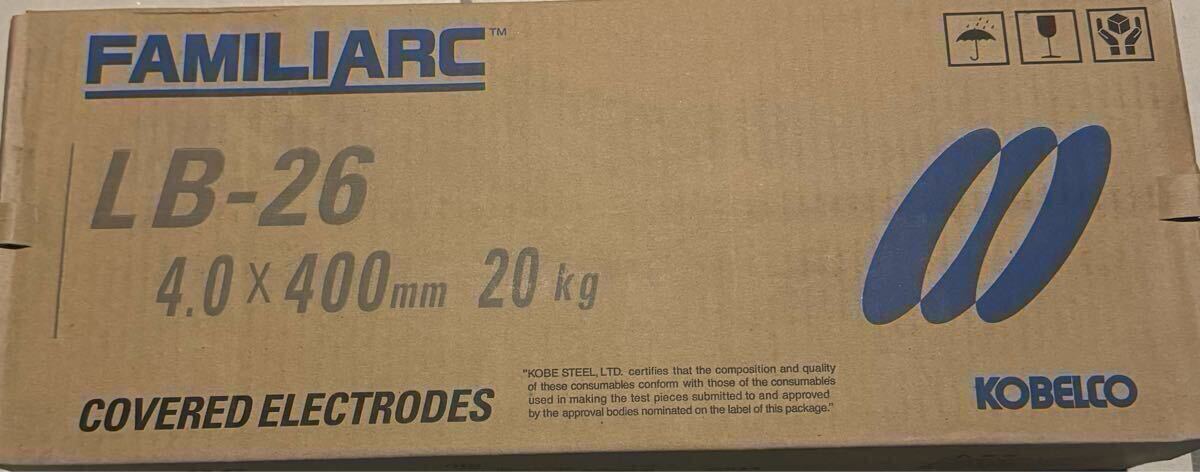 FAMILIARC™
LB-26
4.0 x 400mm 20 kg
COVERED ELECTRODES
"KOBE STEEL, LTD. certifies that the composition and quality
of these consumables conform with those of the consumables
used in making the test pieces submitted to and approved
by the approval bodies nominated on the label of this package."
KOBELCO